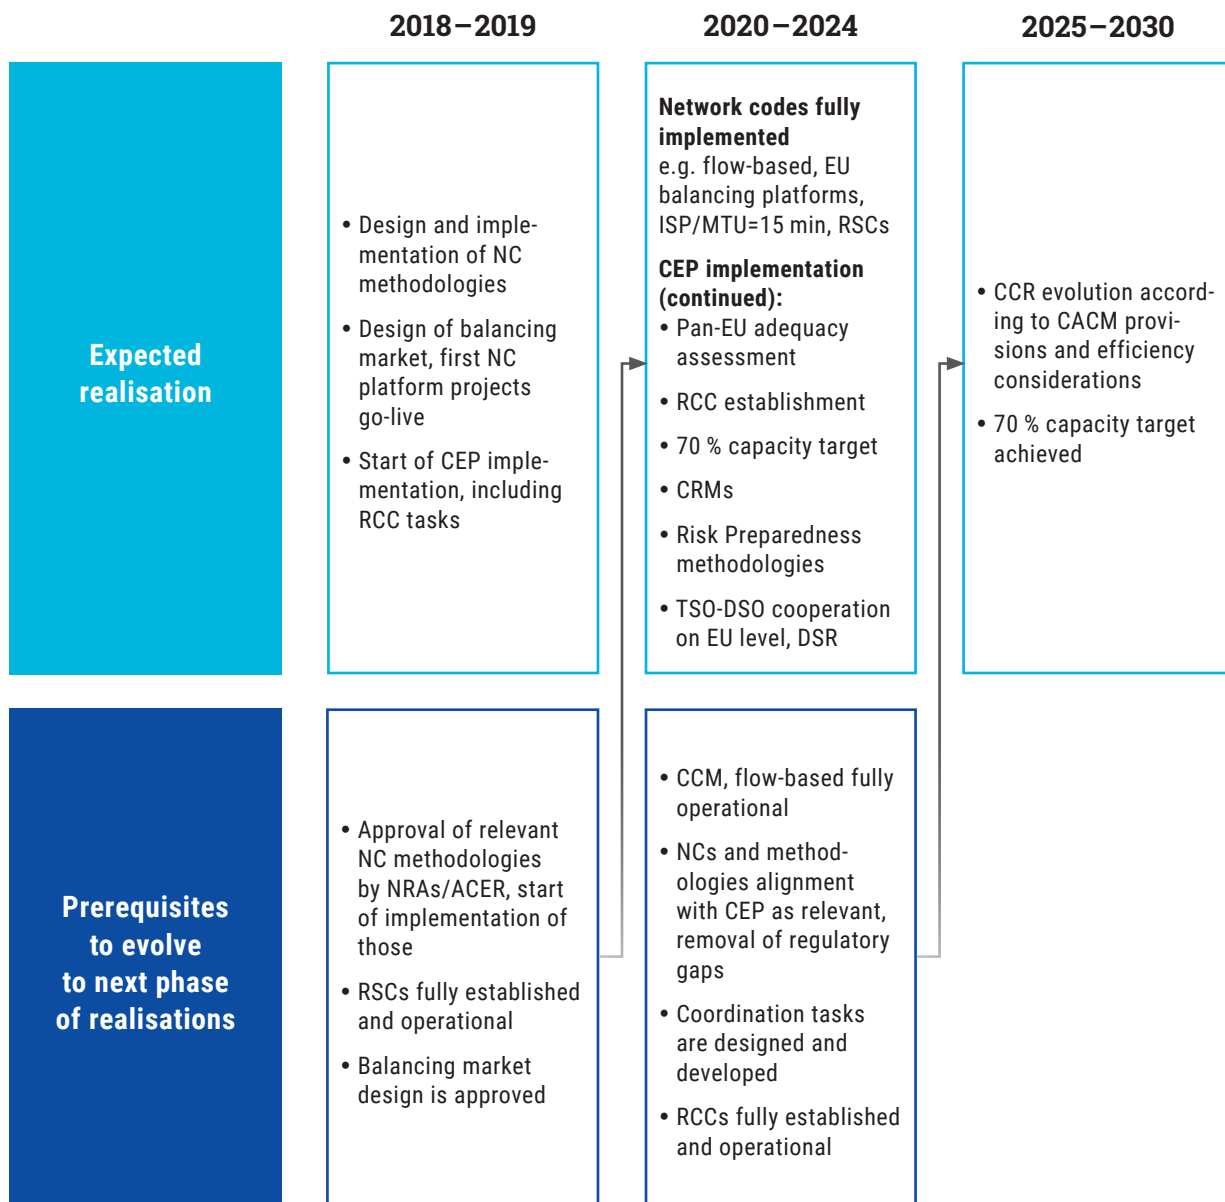 2018–2019
2020–2024
2025–2030
Expected
realisation
• Design and imple-
mentation of NC
methodologies
• Design of balancing
market, first NC
platform projects
go-live
• Start of CEP imple-
mentation, including
RCC tasks
Network codes fully
implemented
e.g. flow-based, EU
balancing platforms,
ISP/MTU=15 min, RSCs
CEP implementation
(continued):
• Pan-EU adequacy
assessment
• RCC establishment
• 70 % capacity target
• CRMs
• Risk Preparedness
methodologies
• TSO-DSO cooperation
on EU level, DSR
• CCR evolution accord-
ing to CACM provi-
sions and efficiency
considerations
• 70 % capacity target
achieved
Prerequisites
to evolve
to next phase
of realisations
• Approval of relevant
NC methodologies
by NRAs/ACER, start
of implementation of
those
• RSCs fully established
and operational
• Balancing market
design is approved
• CCM, flow-based fully
operational
• NCs and method-
ologies alignment
with CEP as relevant,
removal of regulatory
gaps
• Coordination tasks
are designed and
developed
• RCCs fully established
and operational